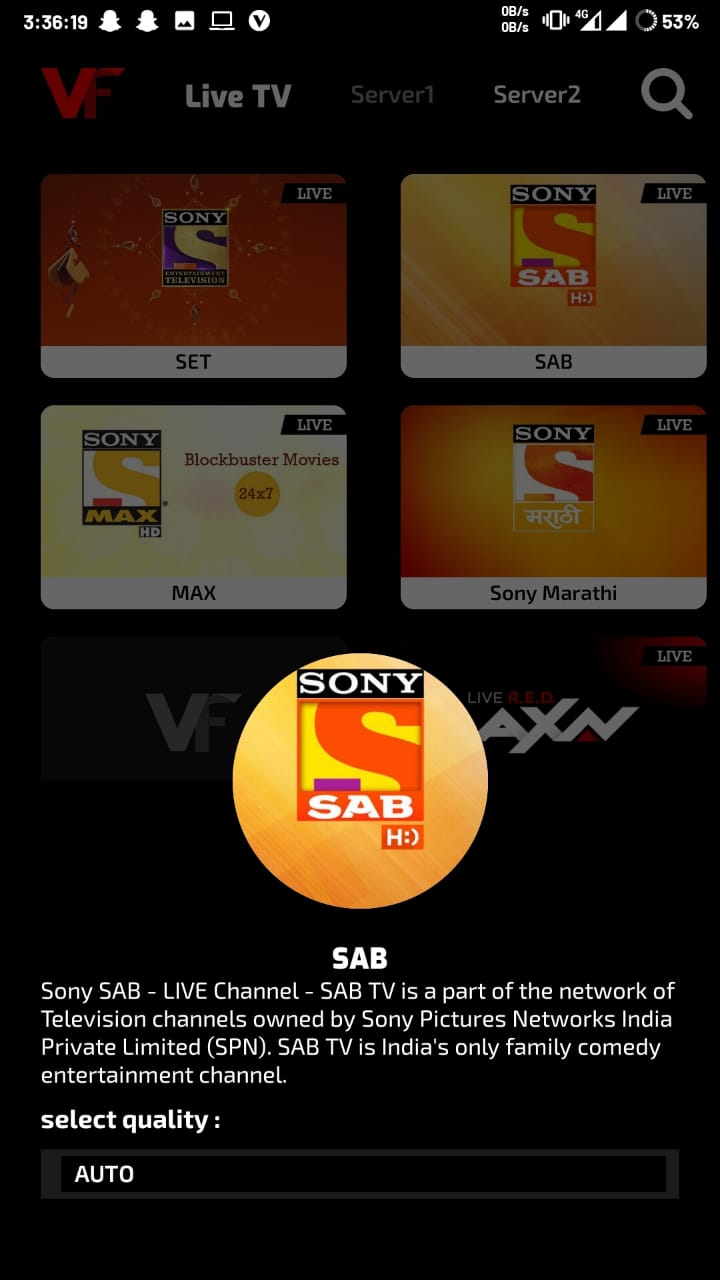 3:36:19
0B/s
0B/s
4G
53%
VF
Live TV
Server1
Server2
LIVE
SONY
S
ENTERTAINMENT
TELEVISION
SET
LIVE
SONY
S
SAB
H:)
SAB
LIVE
SONY
S
MAX
HD
Blockbuster Movies
24x7
MAX
LIVE
SONY
S
मराठी
Sony Marathi
VF
LIVE
LIVE R.E.D.
AXN
SONY
S
SAB
H:)
SAB
Sony SAB - LIVE Channel - SAB TV is a part of the network of
Television channels owned by Sony Pictures Networks India
Private Limited (SPN). SAB TV is India's only family comedy
entertainment channel.
select quality :
AUTO